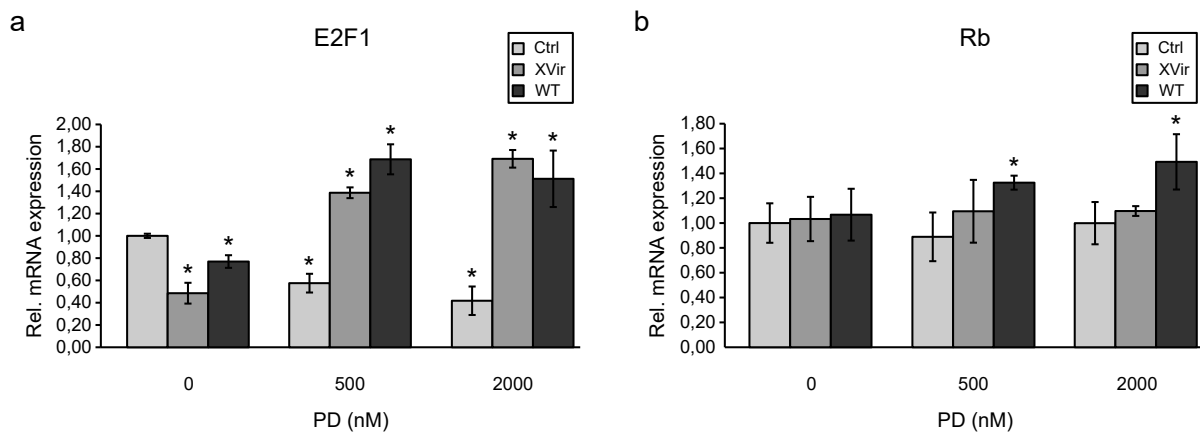 a
E2F1
Ctrl
XVir
WT
Rel. mRNA expression
2,00
1,80
1,60
1,40
1,20
1,00
0,80
0,60
0,40
0,20
0,00
*
*
*
*
*
*
*
*
0 500 2000
PD (nM)
b
Rb
Ctrl
XVir
WT
Rel. mRNA expression
1,80
1,60
1,40
1,20
1,00
0,80
0,60
0,40
0,20
0,00
*
*
0 500 2000
PD (nM)